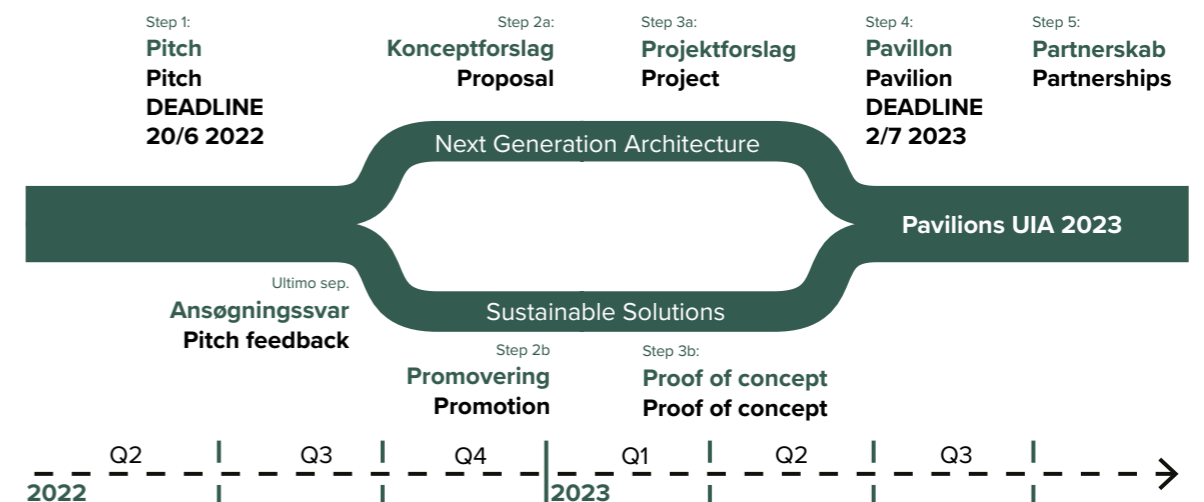 Step 1:
Pitch
Pitch
DEADLINE
20/6 2022
Step 2a:
Konceptforslag
Proposal
Step 3a:
Projektforslag
Project
Step 4:
Pavillon
Pavilion
DEADLINE
2/7 2023
Step 5:
Partnerskab
Partnerships
Next Generation Architecture
Pavilions UIA 2023
Ultimo sep.
Ansøgningssvar
Pitch feedback
Sustainable Solutions
Step 2b
Promovering
Promotion
Step 3b:
Proof of concept
Proof of concept
Q2
Q3
Q4
Q1
Q2
Q3
2022
2023